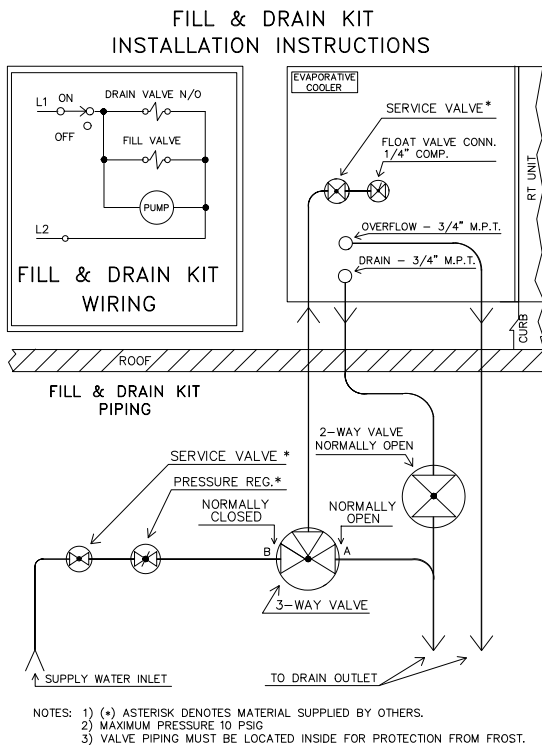 FILL & DRAIN KIT
INSTALLATION INSTRUCTIONS
L1
ON
OFF
DRAIN VALVE N/O
FILL VALVE
PUMP
L2
FILL & DRAIN KIT
WIRING
EVAPORATIVE
COOLER
SERVICE VALVE*
FLOAT VALVE CONN.
1/4" COMP.
OVERFLOW – 3/4" M.P.T.
DRAIN – 3/4" M.P.T.
RT UNIT
CURB
ROOF
FILL & DRAIN KIT
PIPING
2–WAY VALVE
NORMALLY OPEN
SERVICE VALVE *
PRESSURE REG.*
NORMALLY
CLOSED
NORMALLY
OPEN
B
A
3–WAY VALVE
SUPPLY WATER INLET
TO DRAIN OUTLET
NOTES: 1) (*) ASTERISK DENOTES MATERIAL SUPPLIED BY OTHERS.
2) MAXIMUM PRESSURE 10 PSIG
3) VALVE PIPING MUST BE LOCATED INSIDE FOR PROTECTION FROM FROST.